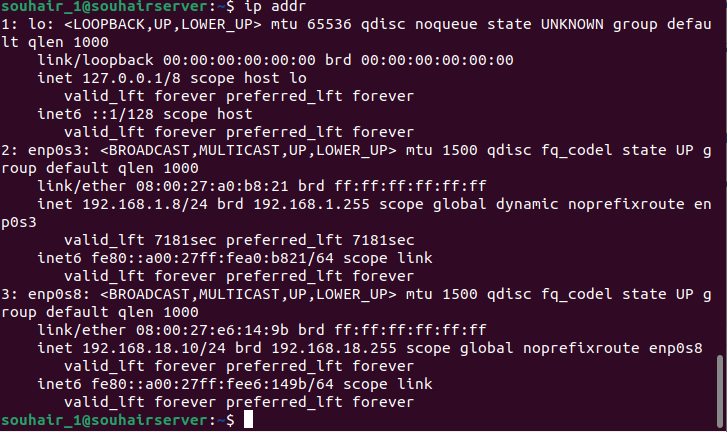 souhair_1@souhairserver:~$ ip addr
1: lo: <LOOPBACK,UP,LOWER_UP> mtu 65536 qdisc noqueue state UNKNOWN group defau
lt qlen 1000
    link/loopback 00:00:00:00:00:00 brd 00:00:00:00:00:00
    inet 127.0.0.1/8 scope host lo
       valid_lft forever preferred_lft forever
    inet6 ::1/128 scope host
       valid_lft forever preferred_lft forever
2: enp0s3: <BROADCAST,MULTICAST,UP,LOWER_UP> mtu 1500 qdisc fq_codel state UP g
roup default qlen 1000
    link/ether 08:00:27:a0:b8:21 brd ff:ff:ff:ff:ff:ff
    inet 192.168.1.8/24 brd 192.168.1.255 scope global dynamic noprefixroute en
p0s3
       valid_lft 7181sec preferred_lft 7181sec
    inet6 fe80::a00:27ff:fea0:b821/64 scope link
       valid_lft forever preferred_lft forever
3: enp0s8: <BROADCAST,MULTICAST,UP,LOWER_UP> mtu 1500 qdisc fq_codel state UP g
roup default qlen 1000
    link/ether 08:00:27:e6:14:9b brd ff:ff:ff:ff:ff:ff
    inet 192.168.18.10/24 brd 192.168.18.255 scope global noprefixroute enp0s8
       valid_lft forever preferred_lft forever
    inet6 fe80::a00:27ff:fee6:149b/64 scope link
       valid_lft forever preferred_lft forever
souhair_1@souhairserver:~$